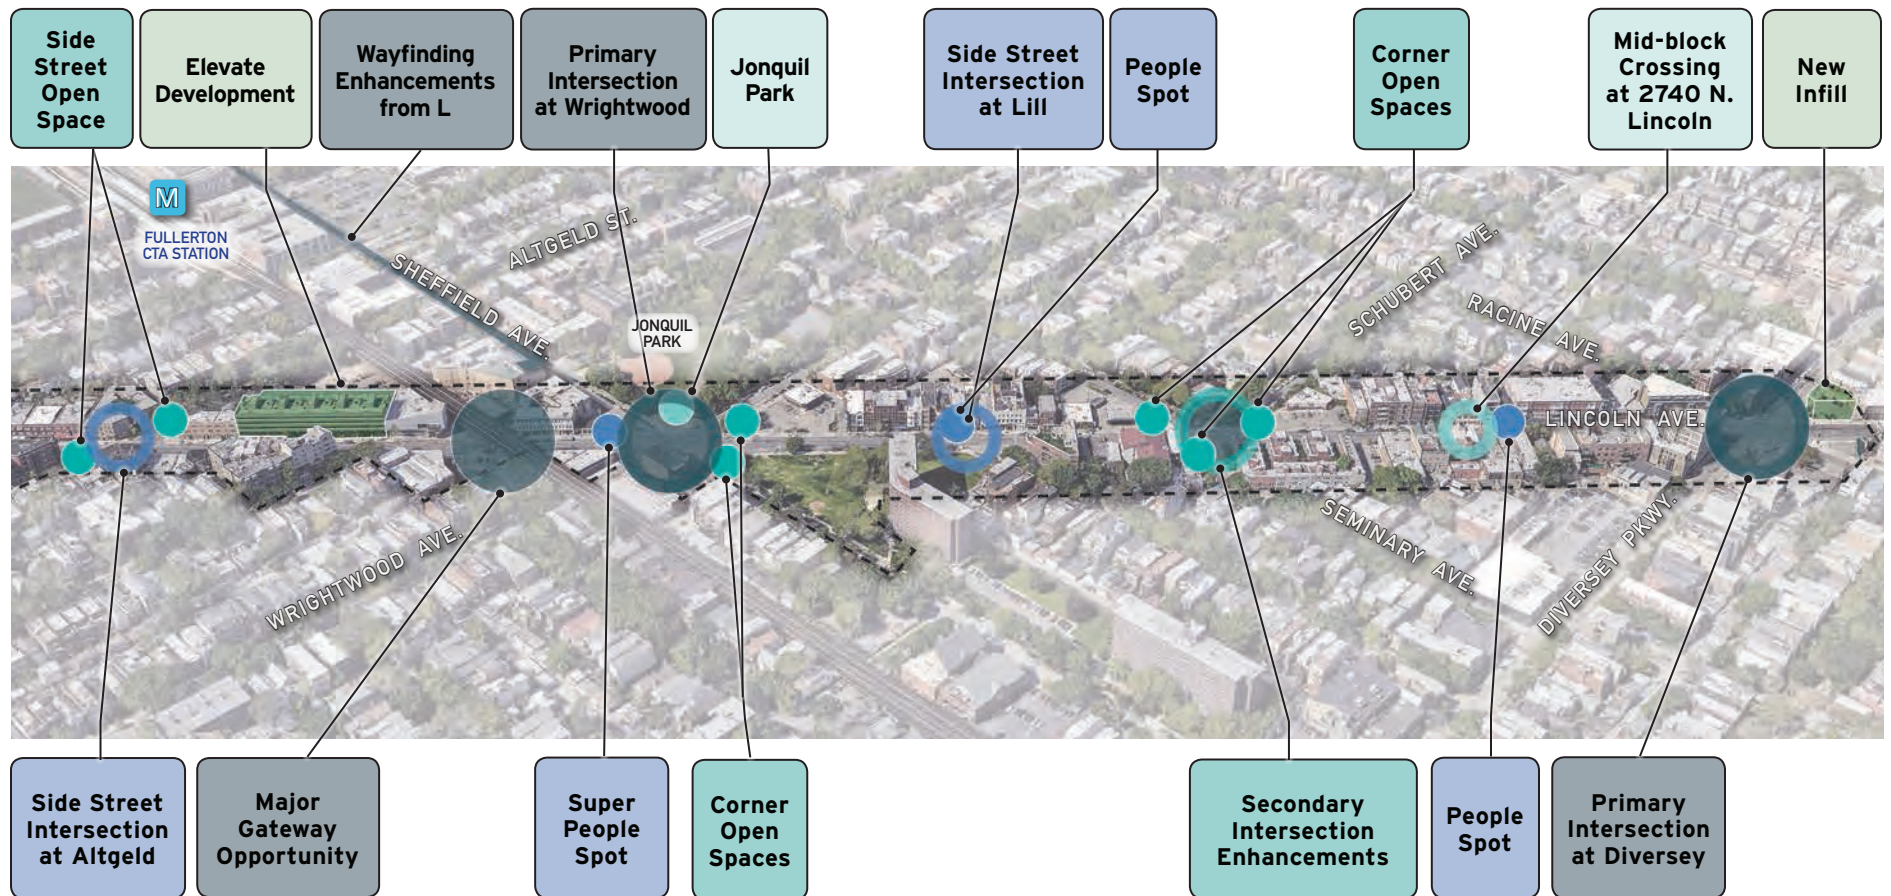 Side
Street
Open
Space
Elevate
Development
Wayfinding
Enhancements
from L
Primary
Intersection
at Wrightwood
Jonquil
Park
Side Street
Intersection
at Lill
People
Spot
Corner
Open
Spaces
Mid-block
Crossing
at 2740 N.
Lincoln
New
Infill
M
FULLERTON
CTA STATION
ALTGELD ST.
SHEFFIELD AVE.
JONQUIL
PARK
SCHUBERT AVE.
RACINE AVE.
LINCOLN AVE.
WRIGHTWOOD AVE.
SEMINARY AVE.
DIVERSEY PKWY.
Side Street
Intersection
at Altgeld
Major
Gateway
Opportunity
Super
People
Spot
Corner
Open
Spaces
Secondary
Intersection
Enhancements
People
Spot
Primary
Intersection
at Diversey